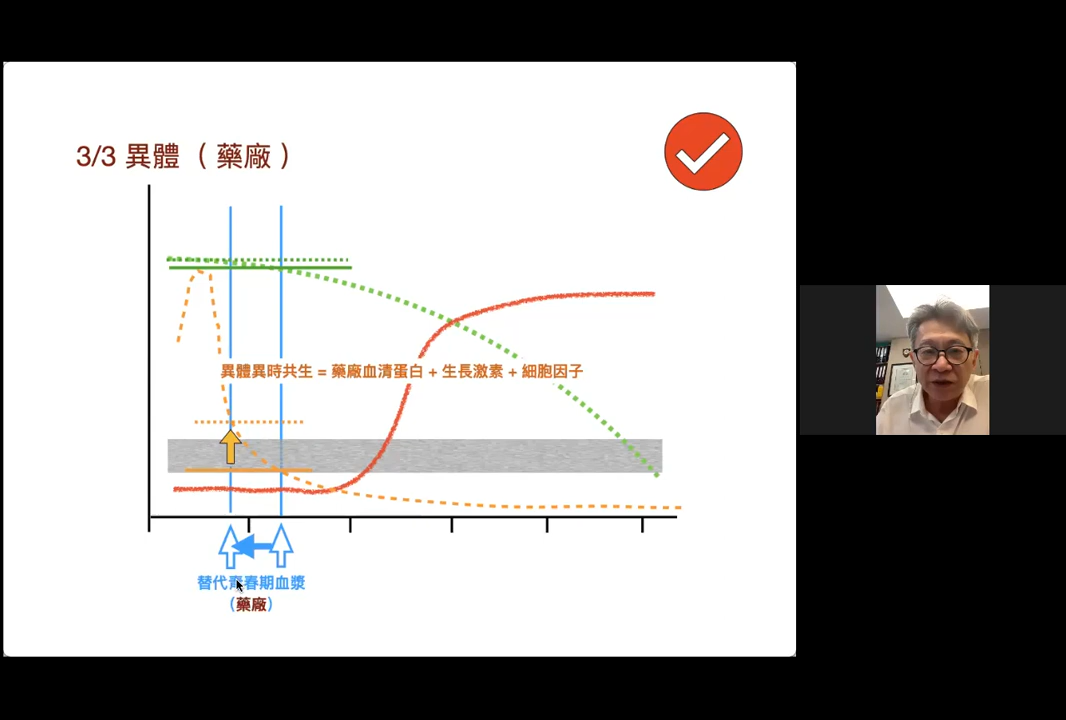 3/3 異體 （ 藥廠 ）
異體異時共生 = 藥廠血清蛋白 + 生長激素 + 細胞因子
替代青春期血漿
（藥廠）